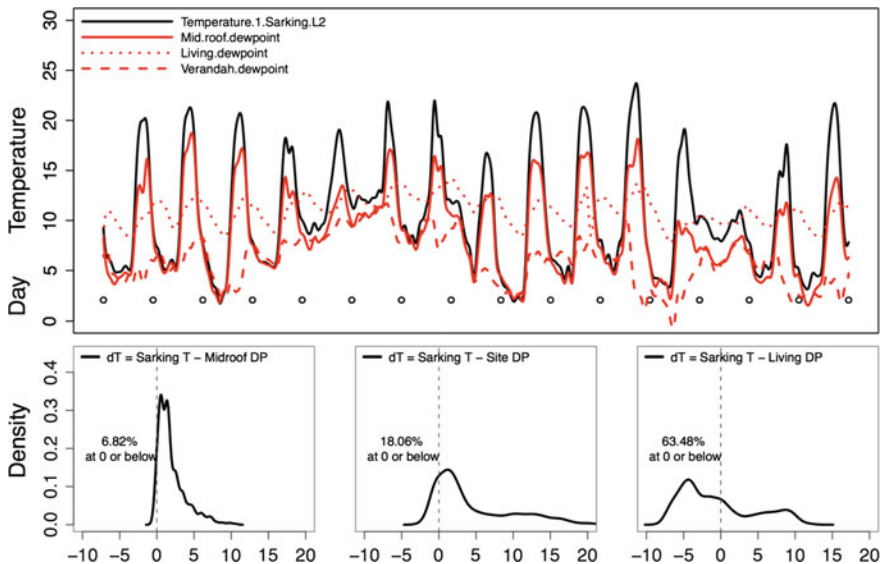 30
25
20
15
10
5
0
Temperature
Day
Temperature.1.Sarking.L2
Mid.roof.dewpoint
Living.dewpoint
Verandah.dewpoint
Density
0.4
0.3
0.2
0.1
0.0
dT = Sarking T − Midroof DP
6.82%
at 0 or below
−10 −5 0 5 10 15 20
dT = Sarking T − Site DP
18.06%
at 0 or below
−10 −5 0 5 10 15 20
dT = Sarking T − Living DP
63.48%
at 0 or below
−10 −5 0 5 10 15 20